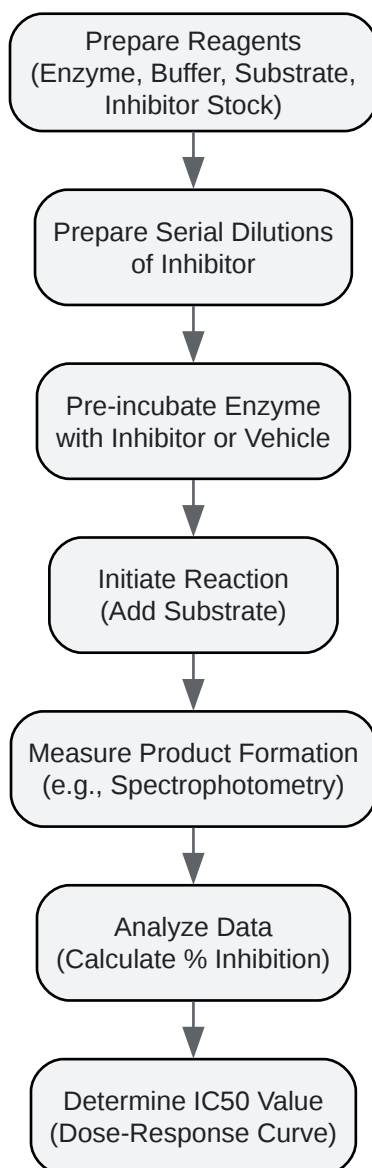 Prepare Reagents
(Enzyme, Buffer, Substrate,
Inhibitor Stock)
Prepare Serial Dilutions
of Inhibitor
Pre-incubate Enzyme
with Inhibitor or Vehicle
Initiate Reaction
(Add Substrate)
Measure Product Formation
(e.g., Spectrophotometry)
Analyze Data
(Calculate % Inhibition)
Determine IC50 Value
(Dose-Response Curve)